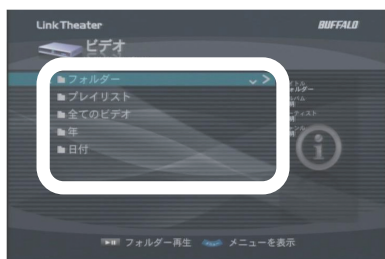 LinkTheater
BUFFALO
ビデオ
フォルダー
プレイリスト
全てのビデオ
年
日付
フォルダー再生
メニューを表示